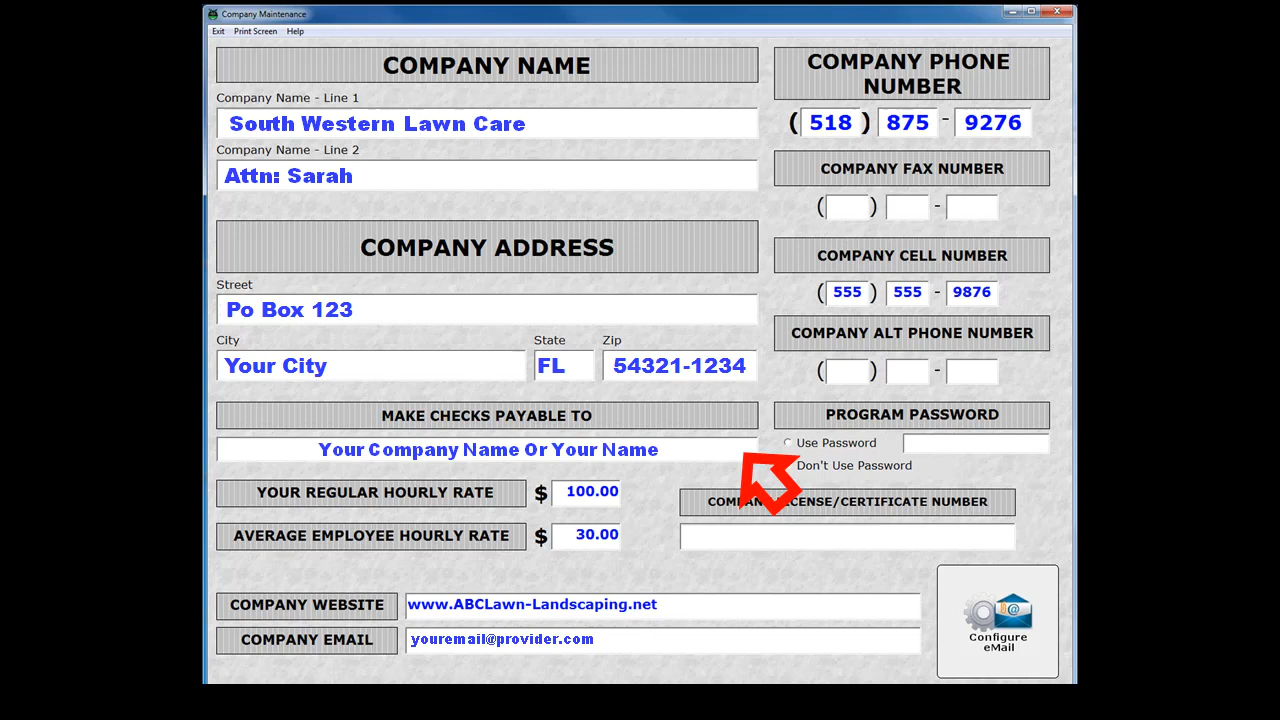 Company Maintenance
Exit Print Screen Help
COMPANY NAME
Company Name - Line 1
South Western Lawn Care
Company Name - Line 2
Attn: Sarah
COMPANY ADDRESS
Street
Po Box 123
City State Zip
Your City FL 54321-1234
MAKE CHECKS PAYABLE TO
Your Company Name Or Your Name
YOUR REGULAR HOURLY RATE $ 100.00
AVERAGE EMPLOYEE HOURLY RATE $ 30.00
COMPANY PHONE
NUMBER
(518) 875 - 9276
COMPANY FAX NUMBER
( ) -
COMPANY CELL NUMBER
(555) 555 - 9876
COMPANY ALT PHONE NUMBER
( ) -
PROGRAM PASSWORD
Use Password
Don't Use Password
LICENSE/CERTIFICATE NUMBER
COMPANY WEBSITE www.ABCLawn-Landscaping.net
COMPANY EMAIL youremail@provider.com
Configure
eMail